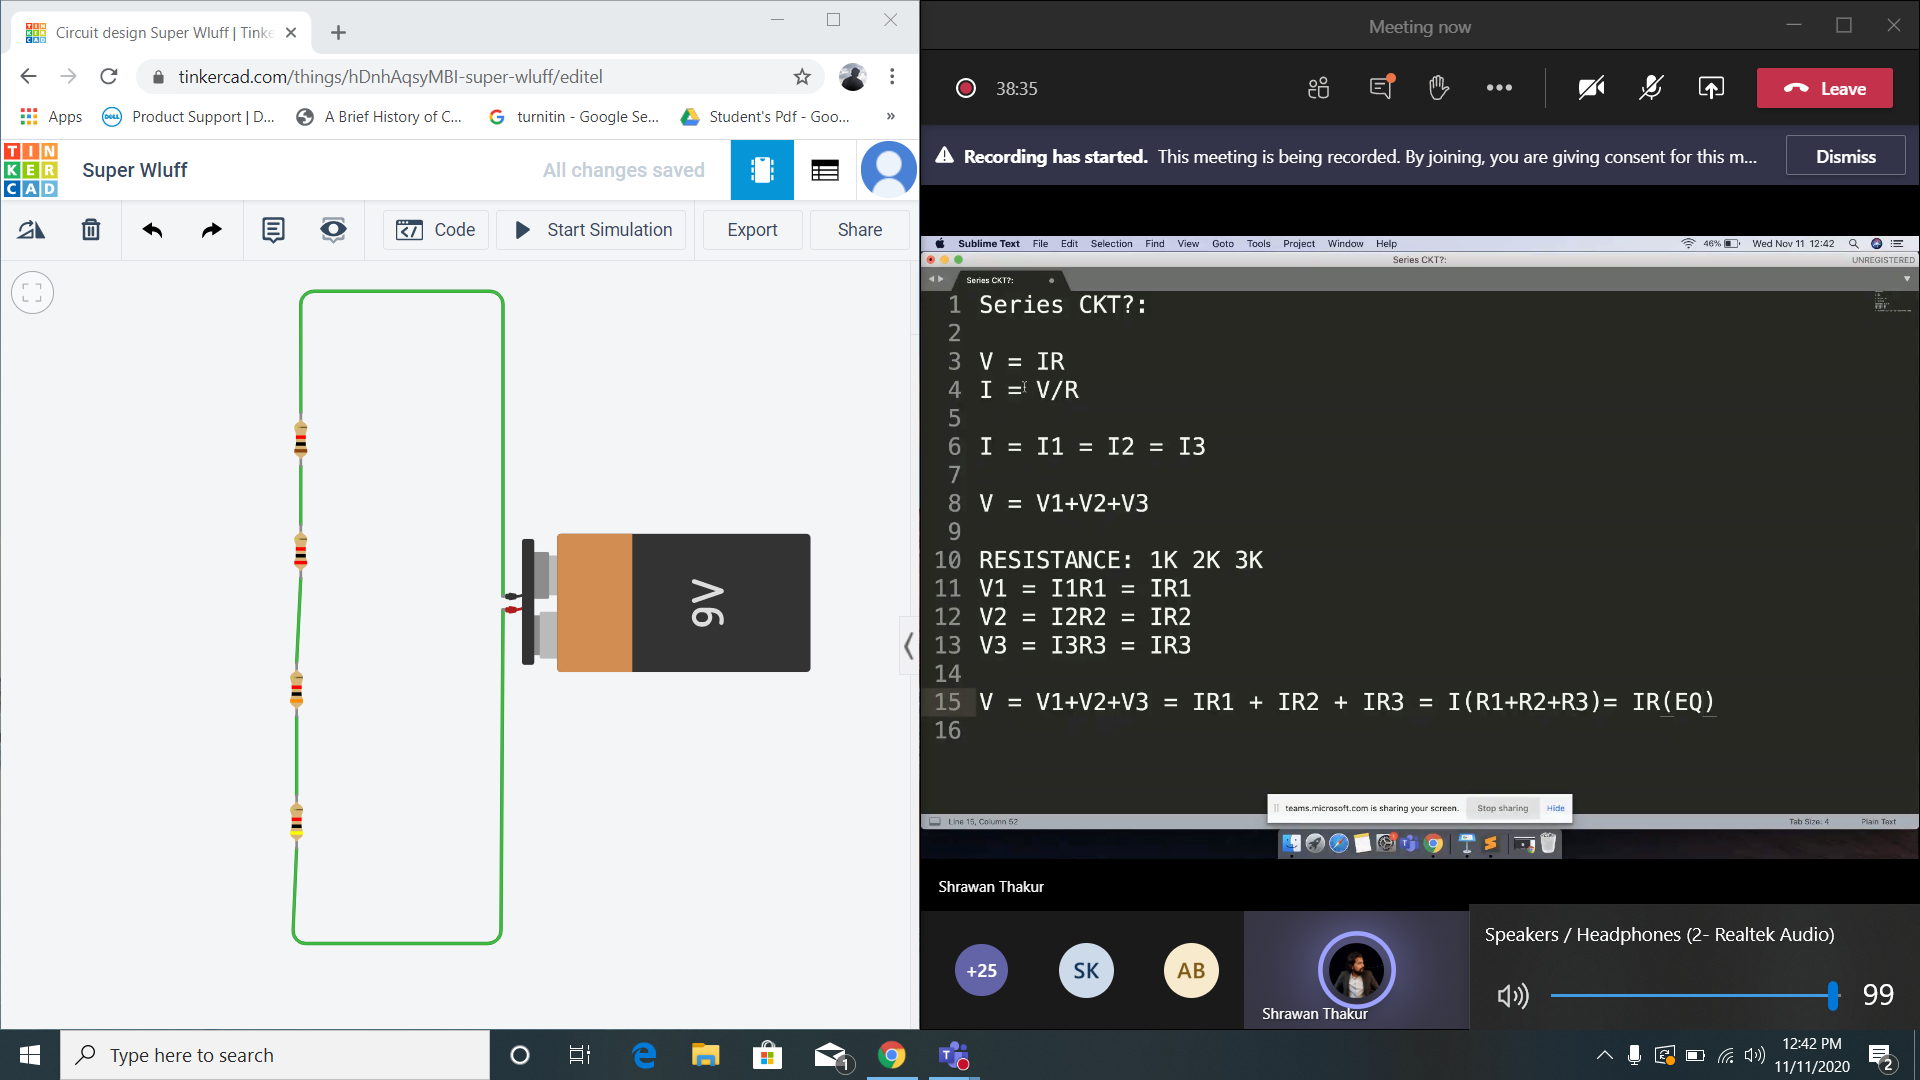 Circuit design Super Wluff | Tinke
tinkercad.com/things/hDnhAqsyMBI-super-wluff/editel
Apps
Product Support | D...
A Brief History of C...
turnitin - Google Se...
Student's Pdf - Goo...
»
TIN
KER
CAD
Super Wluff
All changes saved
Code
Start Simulation
Export
Share
9V
Meeting now
38:35
Leave
Recording has started. This meeting is being recorded. By joining, you are giving consent for this m...
Dismiss
Sublime Text File Edit Selection Find View Goto Tools Project Window Help
46% Wed Nov 11 12:42
Series CKT?:
UNREGISTERED
Series CKT?:
1 Series CKT?:
2
3 V = IR
4 I = V/R
5
6 I = I1 = I2 = I3
7
8 V = V1+V2+V3
9
10 RESISTANCE: 1K 2K 3K
11 V1 = I1R1 = IR1
12 V2 = I2R2 = IR2
13 V3 = I3R3 = IR3
14
15 V = V1+V2+V3 = IR1 + IR2 + IR3 = I(R1+R2+R3)= IR(EQ)
16
teams.microsoft.com is sharing your screen. Stop sharing Hide
Line 15, Column 52
Tab Size: 4
Plain Text
Shrawan Thakur
+25
SK
AB
Shrawan Thakur
Speakers / Headphones (2- Realtek Audio)
99
Type here to search
1
12:42 PM
11/11/2020
2